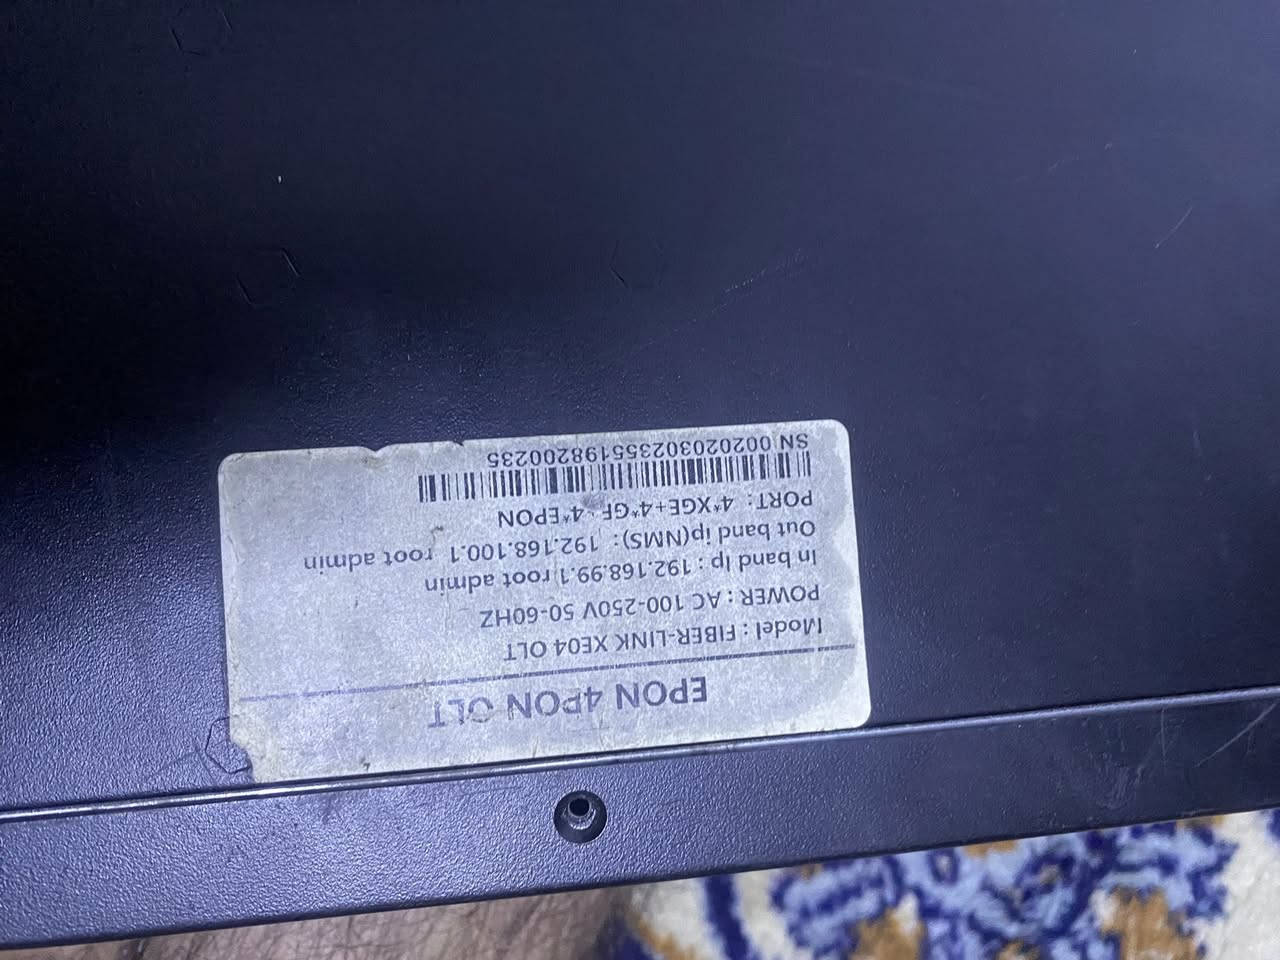 EPON 4PON OLT
Model : FIBER-LINK XE04 OLT
POWER : AC 100-250V 50-60HZ
In band Ip : 192.168.99.1 root admin
Out band ip(NMS) : 192.168.100.1 root admin
PORT : 4*XGE+4*GE 4*EPON
SN 0020203023555198200235